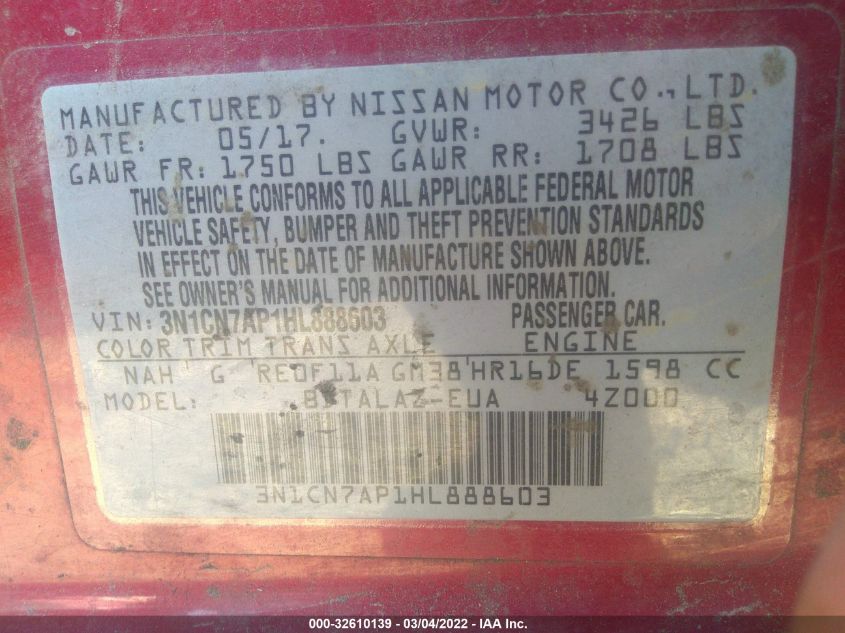 MANUFACTURED BY NISSAN MOTOR CO., LTD.
DATE: 05/17. GVWR: 3426 LBS
GAWR FR: 1750 LBS GAWR RR: 1708 LBS
THIS VEHICLE CONFORMS TO ALL APPLICABLE FEDERAL MOTOR
VEHICLE SAFETY, BUMPER AND THEFT PREVENTION STANDARDS
IN EFFECT ON THE DATE OF MANUFACTURE SHOWN ABOVE.
SEE OWNER'S MANUAL FOR ADDITIONAL INFORMATION.
VIN: 3N1CN7AP1HL888603 PASSENGER CAR.
COLOR TRIM TRANS AXLE ENGINE
NAH G RE0F11A GM38 HR16DE 1598 CC
MODEL 4Z000
3N1CN7AP1HL888603
000-32610139 - 03/04/2022 - IAA Inc.